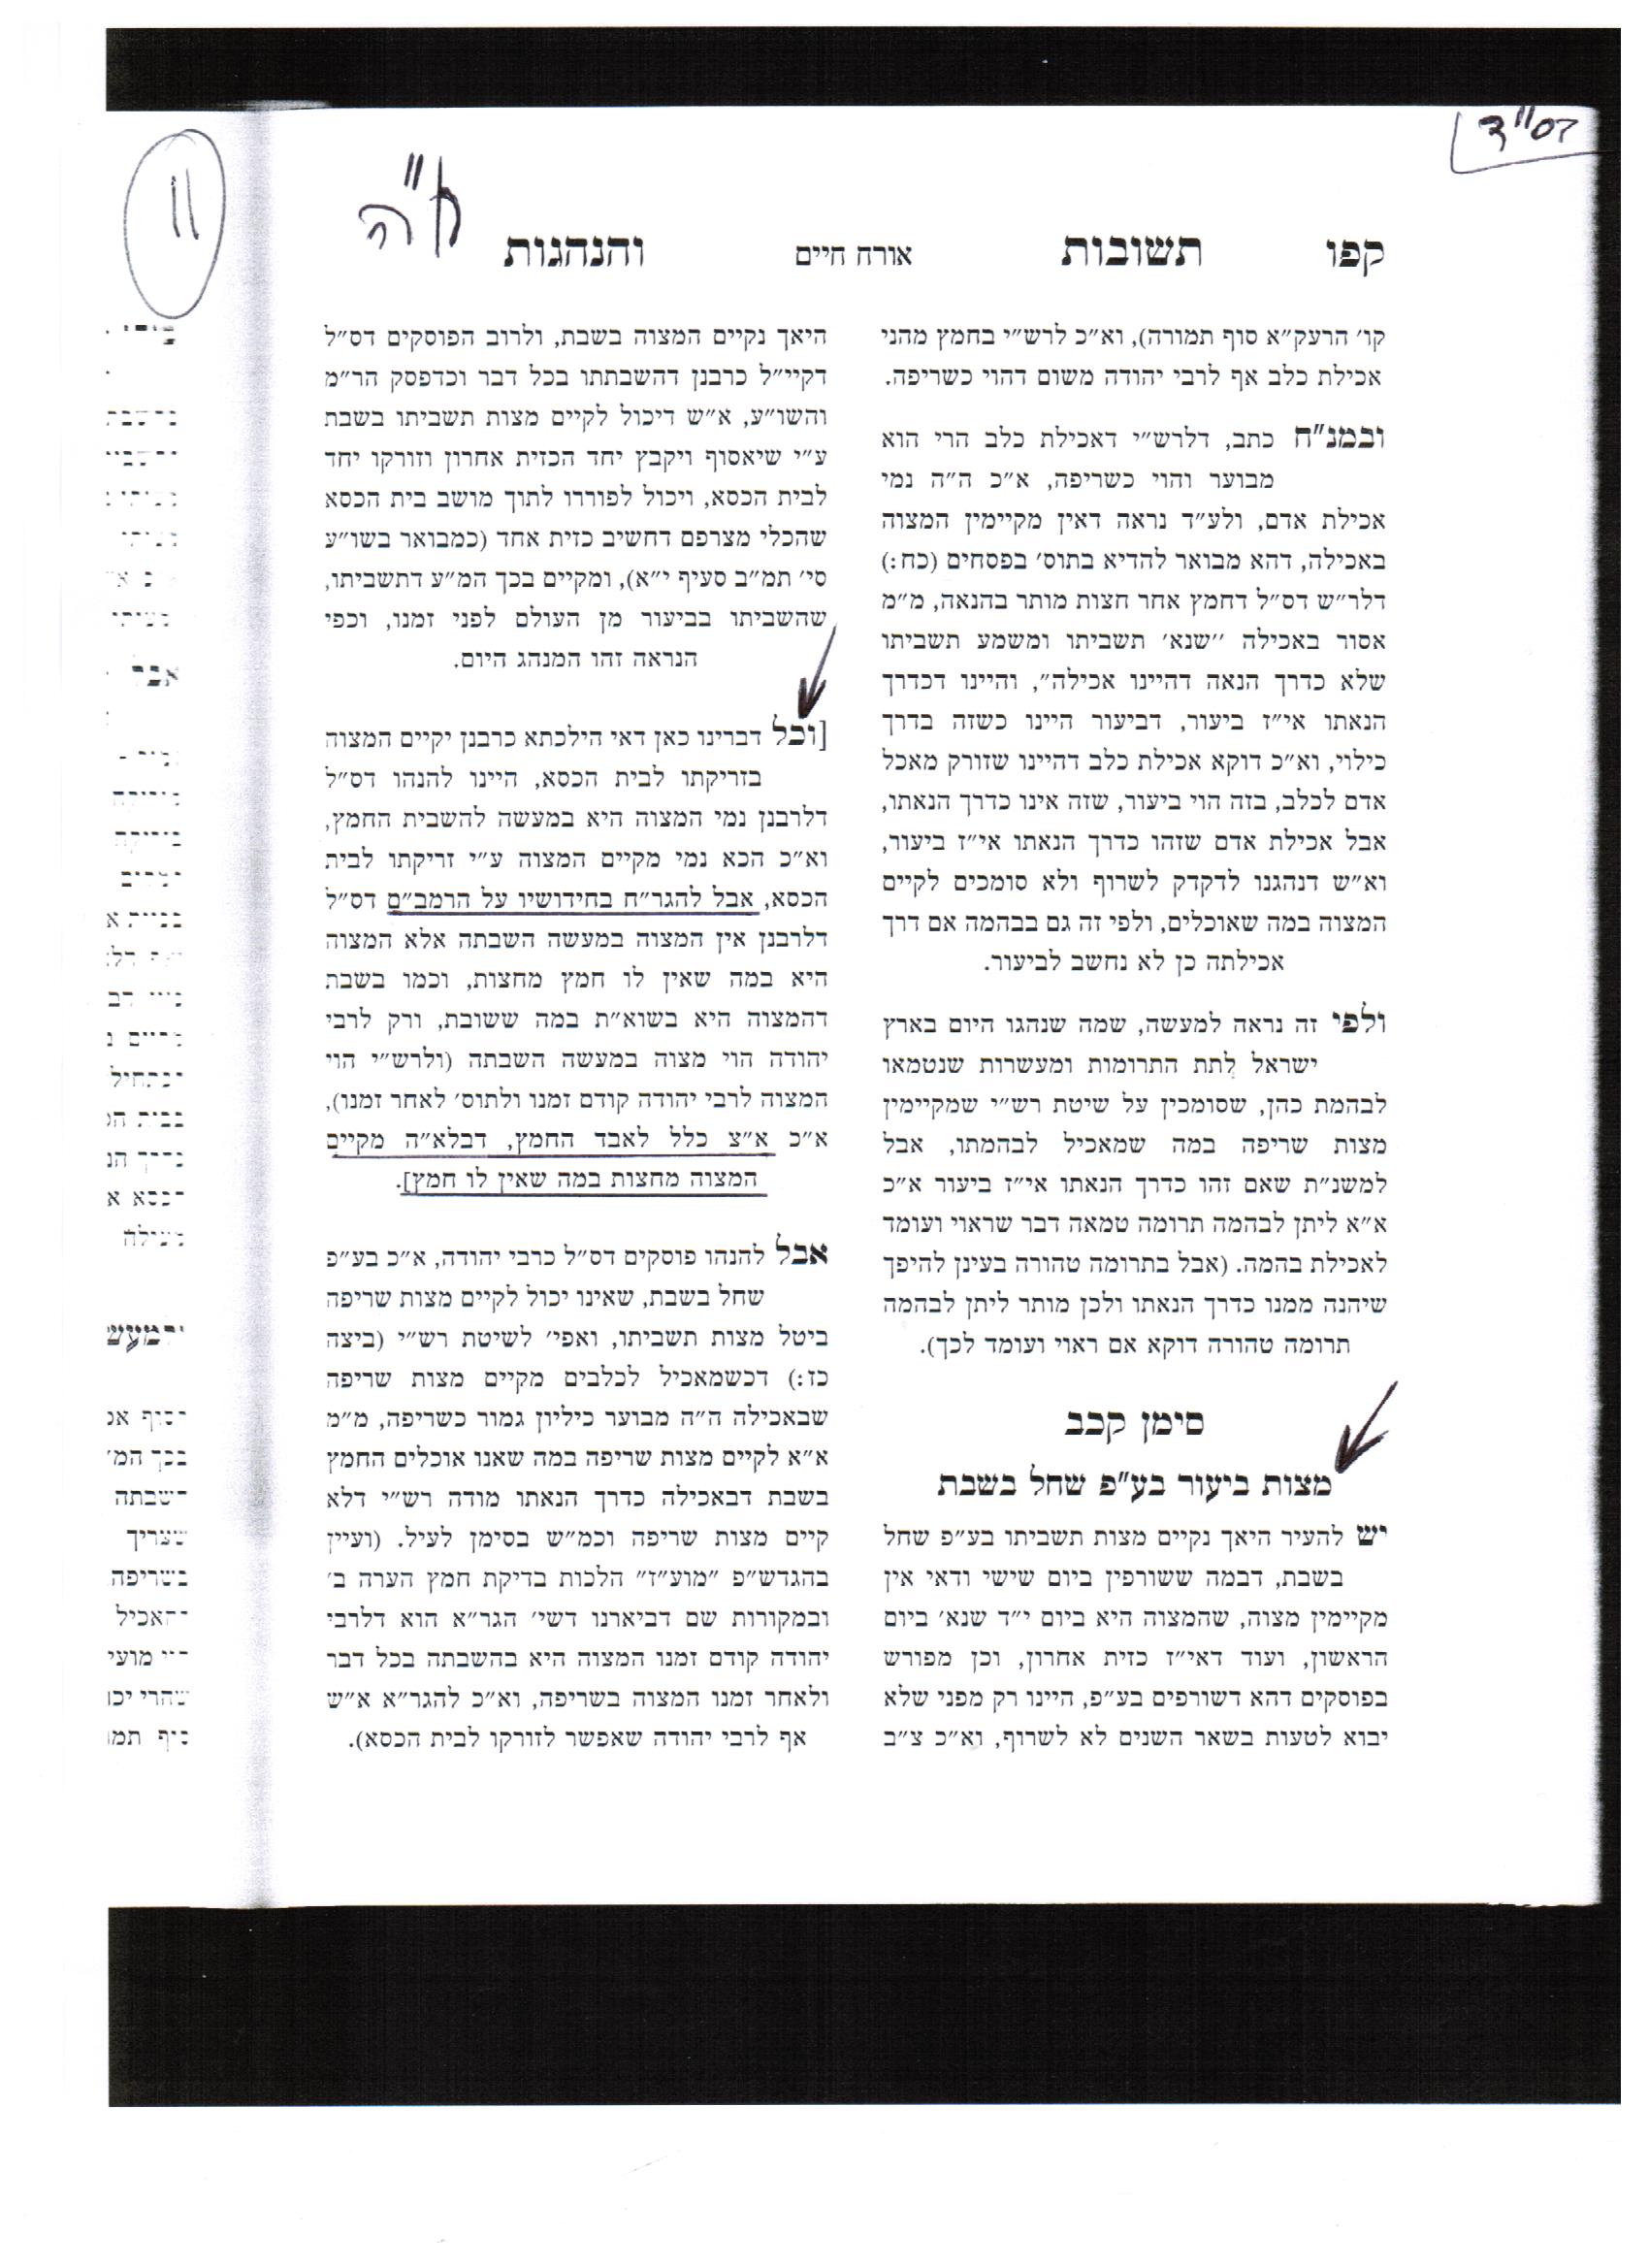 בס״ד
11
ח״ה
קפו תשובות אורח חיים והנהגות
קו׳ הרעק״א סוף תמורה), וא״כ לרש״י בחמץ מהני
אכילת כלב אף לרבי יהודה משום דהוי כשריפה.
ובמנ״ח כתב, דלרש״י דאכילת כלב הרי הוא
מבוער והוי כשריפה, א״כ ה״ה נמי
אכילת אדם, ולע״ד נראה דאין מקיימין המצוה
באכילה, דהא מבואר להדיא בתוס׳ בפסחים (כח:)
דלר״ש דס״ל דחמץ אחר חצות מותר בהנאה, מ״מ
אסור באכילה ״שנא׳ תשביתו ומשמע תשביתו
שלא כדרך הנאה דהיינו אכילה״, והיינו דכדרך
הנאתו אי״ז ביעור, דביעור היינו כשזה בדרך
כילוי, וא״כ דוקא אכילת כלב דהיינו שזורק מאכל
אדם לכלב, בזה הוי ביעור, שזה אינו כדרך הנאתו,
אבל אכילת אדם שזהו כדרך הנאתו אי״ז ביעור,
וא״ש דנהגנו לדקדק לשרוף ולא סומכים לקיים
המצוה במה שאוכלים, ולפי זה גם בבהמה אם דרך
אכילתה כן לא נחשב לביעור.
ולפי זה נראה למעשה, שמה שנהגו היום בארץ
ישראל לתת התרומות ומעשרות שנטמאו
לבהמת כהן, שסומכין על שיטת רש״י שמקיימין
מצות שריפה במה שמאכיל לבהמתו, אבל
למשנ״ת שאם זהו כדרך הנאתו אי״ז ביעור א״כ
א״א ליתן לבהמה תרומה טמאה דבר שראוי ועומד
לאכילת בהמה. (אבל בתרומה טהורה בעינן להיפך
שיהנה ממנו כדרך הנאתו ולכן מותר ליתן לבהמה
תרומה טהורה דוקא אם ראוי ועומד לכך).
סימן קכב
מצות ביעור בע״פ שחל בשבת
יש להעיר היאך נקיים מצות תשביתו בע״פ שחל
בשבת, דבמה ששורפין ביום שישי ודאי אין
מקיימין מצוה, שהמצוה היא ביום י״ד שנא׳ ביום
הראשון, ועוד דאי״ז כזית אחרון, וכן מפורש
בפוסקים דהא דשורפים בע״פ, היינו רק מפני שלא
יבוא לטעות בשאר השנים לא לשרוף, וא״כ צ״ב
היאך נקיים המצוה בשבת, ולרוב הפוסקים דס״ל
דקיי״ל כרבנן דהשבתתו בכל דבר וכדפסק הר״מ
והשו״ע, א״ש דיכול לקיים מצות תשביתו בשבת
ע״י שיאסוף ויקבץ יחד הכזית אחרון וזורקו יחד
לבית הכסא, ויכול לפוררו לתוך מושב בית הכסא
שהכלי מצרפם דחשיב כזית אחד (כמבואר בשו״ע
סי׳ תמ״ב סעיף י״א), ומקיים בכך המ״ע דתשביתו,
שהשביתו בביעור מן העולם לפני זמנו, וכפי
הנראה זהו המנהג היום.
[וכל דברינו כאן דאי הילכתא כרבנן יקיים המצוה
בזריקתו לבית הכסא, היינו להנהו דס״ל
דלרבנן נמי המצוה היא במעשה להשבית החמץ,
וא״כ הכא נמי מקיים המצוה ע״י זריקתו לבית
הכסא, אבל להגר״ח בחידושיו על הרמב״ם דס״ל
דלרבנן אין המצוה במעשה השבתה אלא המצוה
היא במה שאין לו חמץ מחצות, וכמו בשבת
דהמצוה היא בשוא״ת במה ששובת, ורק לרבי
יהודה הוי מצוה במעשה השבתה (ולרש״י הוי
המצוה לרבי יהודה קודם זמנו ולתוס׳ לאחר זמנו),
א״כ א״צ כלל לאבד החמץ, דבלא״ה מקיים
המצוה מחצות במה שאין לו חמץ].
אבל להנהו פוסקים דס״ל כרבי יהודה, א״כ בע״פ
שחל בשבת, שאינו יכול לקיים מצות שריפה
ביטל מצות תשביתו, ואפי׳ לשיטת רש״י (ביצה
כז:) דכשמאכיל לכלבים מקיים מצות שריפה
שבאכילה ה״ה מבוער כיליון גמור כשריפה, מ״מ
א״א לקיים מצות שריפה במה שאנו אוכלים החמץ
בשבת דבאכילה כדרך הנאתו מודה רש״י דלא
קיים מצות שריפה וכמ״ש בסימן לעיל. (ועיין
בהגדש״פ ״מוע״ז״ הלכות בדיקת חמץ הערה ב׳
ובמקורות שם דביארנו דשי׳ הגר״א הוא דלרבי
יהודה קודם זמנו המצוה היא בהשבתה בכל דבר
ולאחר זמנו המצוה בשריפה, וא״כ להגר״א א״ש
אף לרבי יהודה שאפשר לזורקו לבית הכסא).